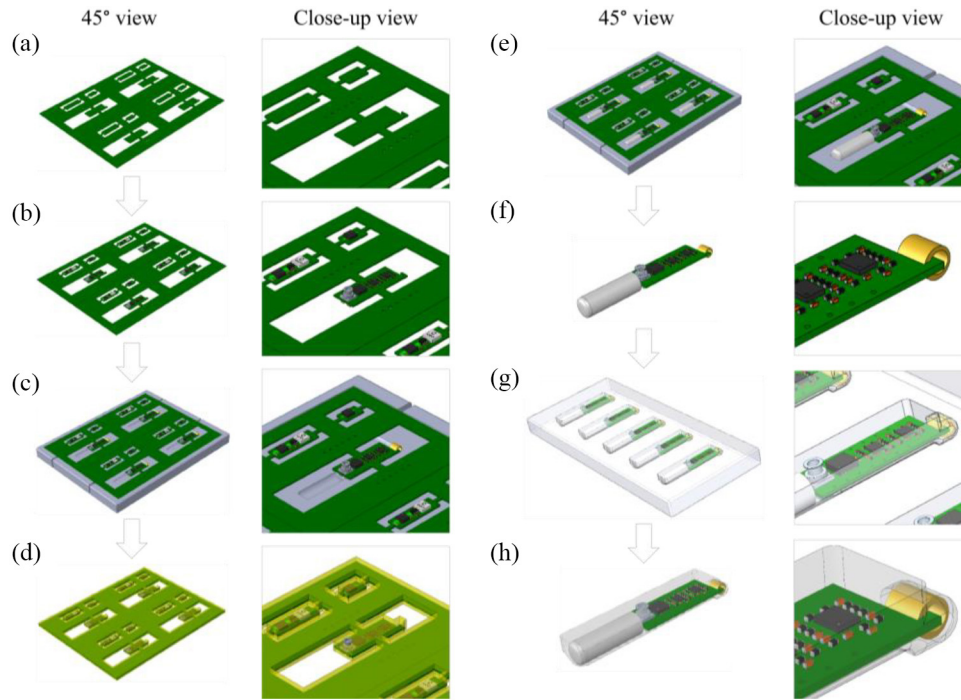 45° view Close-up view 45° view Close-up view
(a)
(e)
(b)
(f)
(c)
(g)
(d)
(h)